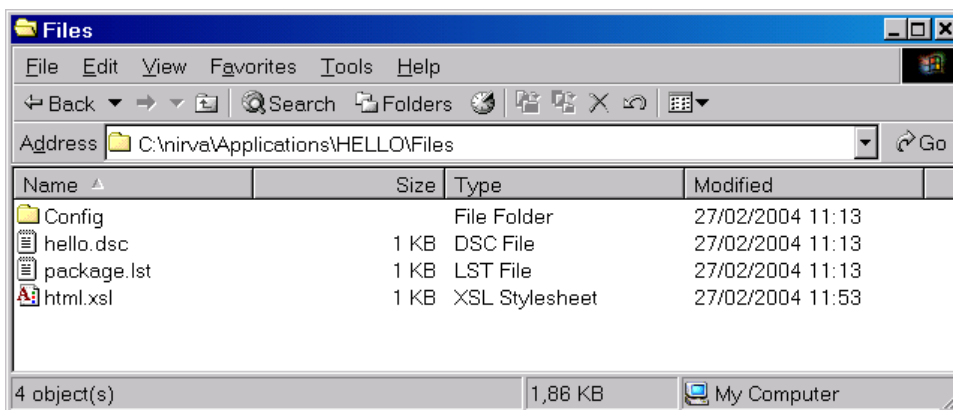 Files
File Edit View Favorites Tools Help
Back Search Folders
Address C:\nirva\Applications\HELLO\Files Go
Name Size Type Modified
Config File Folder 27/02/2004 11:13
hello.dsc 1 KB DSC File 27/02/2004 11:13
package.lst 1 KB LST File 27/02/2004 11:13
html.xsl 1 KB XSL Stylesheet 27/02/2004 11:53
4 object(s) 1,86 KB My Computer